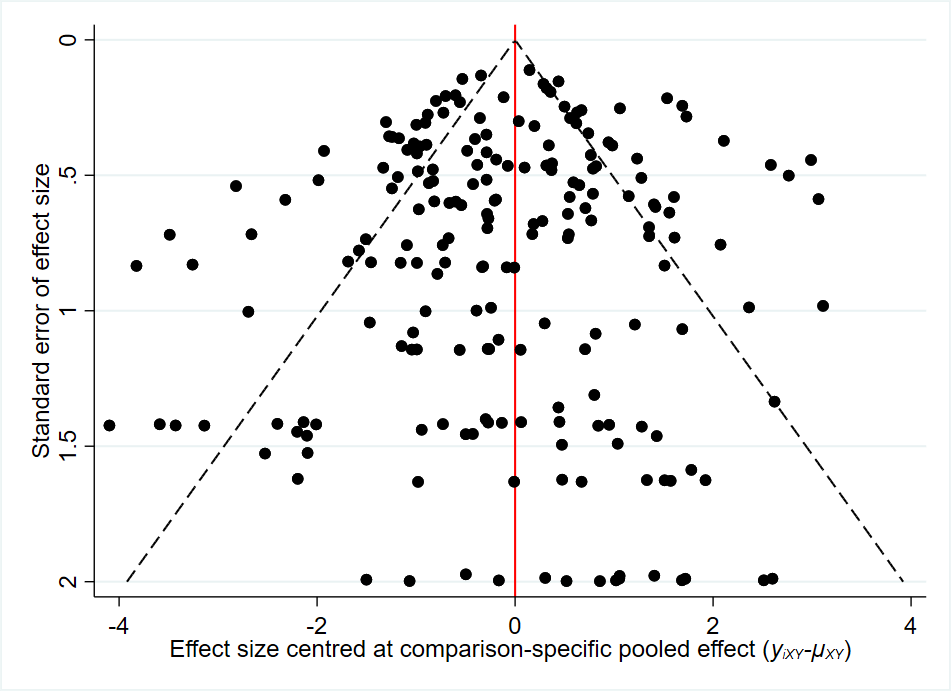 0
.5
1
1.5
2
Standard error of effect size
-4 -2 0 2 4
Effect size centred at comparison-specific pooled effect (yiXY-μXY)